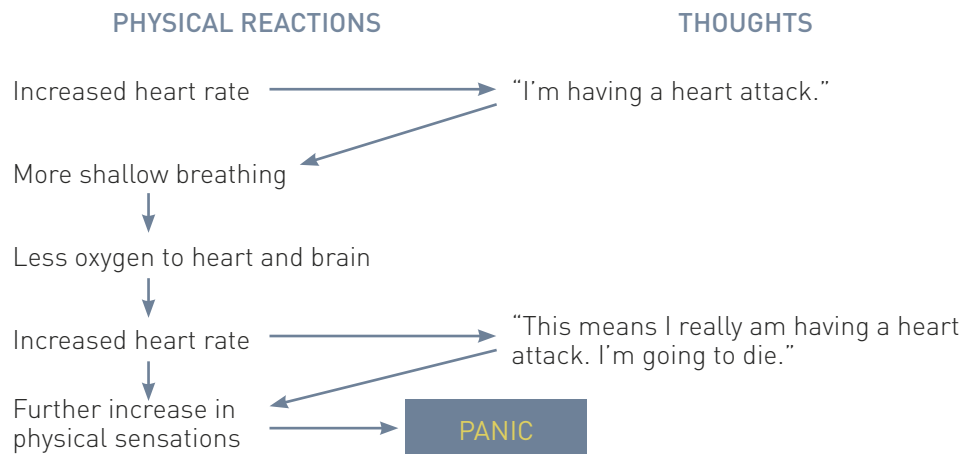 PHYSICAL REACTIONS
THOUGHTS
Increased heart rate
“I’m having a heart attack.”
More shallow breathing
Less oxygen to heart and brain
Increased heart rate
“This means I really am having a heart
attack. I’m going to die.”
Further increase in
physical sensations
PANIC